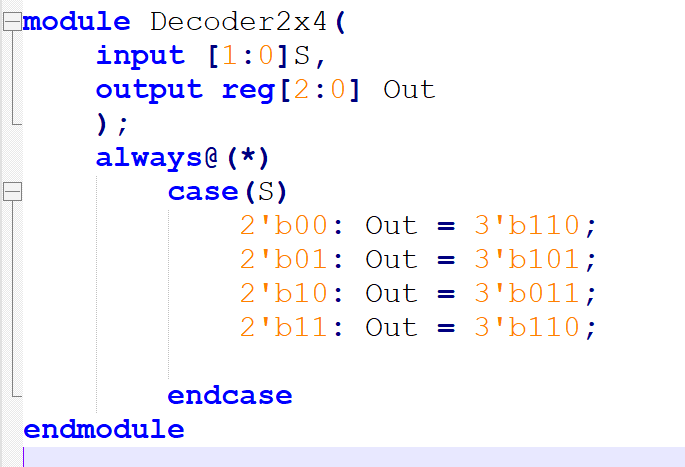 module Decoder2x4(
input [1:0]S,
output reg[2:0] Out
);
always@(*)
case(S)
2'b00: Out = 3'b110;
2'b01: Out = 3'b101;
2'b10: Out = 3'b011;
2'b11: Out = 3'b110;
endcase
endmodule